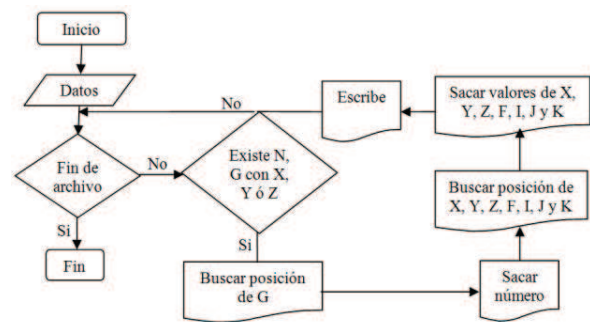 Inicio
Datos
No
Escribe
Sacar valores de X,
Y, Z, F, I, J y K
Fin de
archivo
No
Existe N,
G con X,
Y ó Z
Buscar posición de
X, Y, Z, F, I, J y K
Si
Si
Fin
Buscar posición
de G
Sacar
número